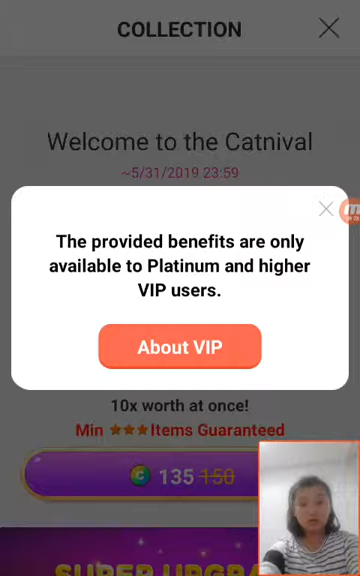 COLLECTION
Welcome to the Catnival
~5/31/2019 23:59
The provided benefits are only
available to Platinum and higher
VIP users.
About VIP
10x worth at once!
Min ★★★Items Guaranteed
C 135 150